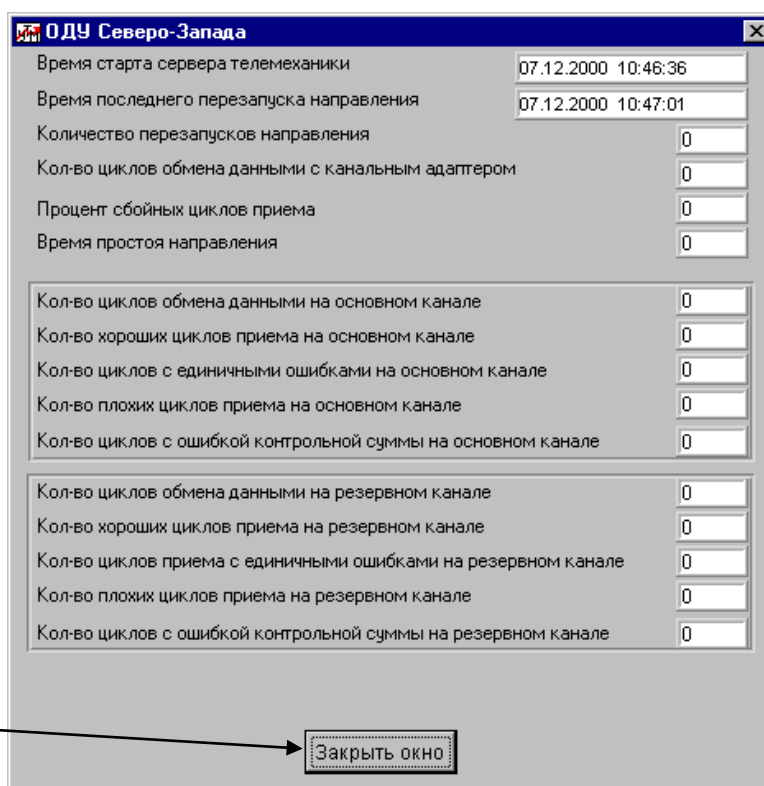 ОДУ Северо-Запада
Время старта сервера телемеханики 07.12.2000 10:46:36
Время последнего перезапуска направления 07.12.2000 10:47:01
Количество перезапусков направления 0
Кол-во циклов обмена данными с канальным адаптером 0
Процент сбойных циклов приема 0
Время простоя направления 0
Кол-во циклов обмена данными на основном канале 0
Кол-во хороших циклов приема на основном канале 0
Кол-во циклов с единичными ошибками на основном канале 0
Кол-во плохих циклов приема на основном канале 0
Кол-во циклов с ошибкой контрольной суммы на основном канале 0
Кол-во циклов обмена данными на резервном канале 0
Кол-во хороших циклов приема на резервном канале 0
Кол-во циклов приема с единичными ошибками на резервном канале 0
Кол-во плохих циклов приема на резервном канале 0
Кол-во циклов с ошибкой контрольной суммы на резервном канале 0
Закрыть окно